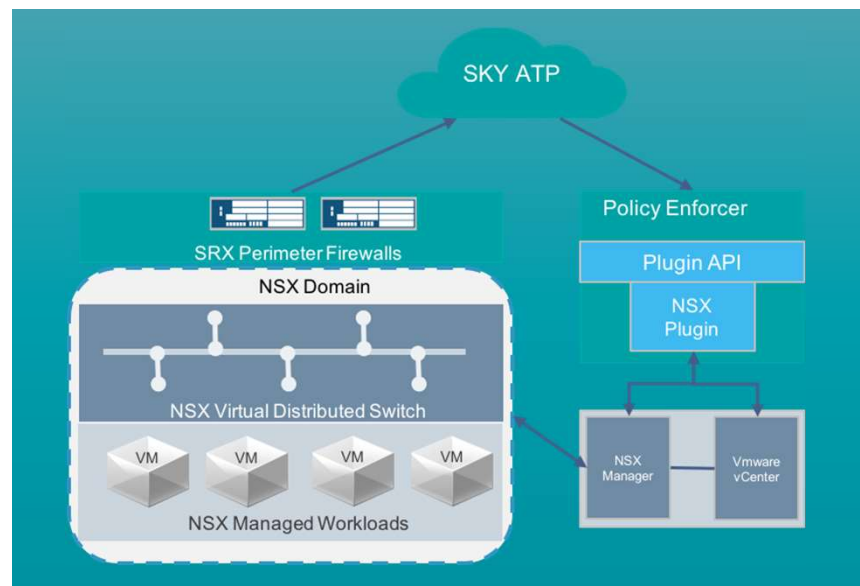 SKY ATP
SRX Perimeter Firewalls
NSX Domain
NSX Virtual Distributed Switch
VM
VM
VM
VM
NSX Managed Workloads
Policy Enforcer
Plugin API
NSX
Plugin
NSX
Manager
Vmware
vCenter